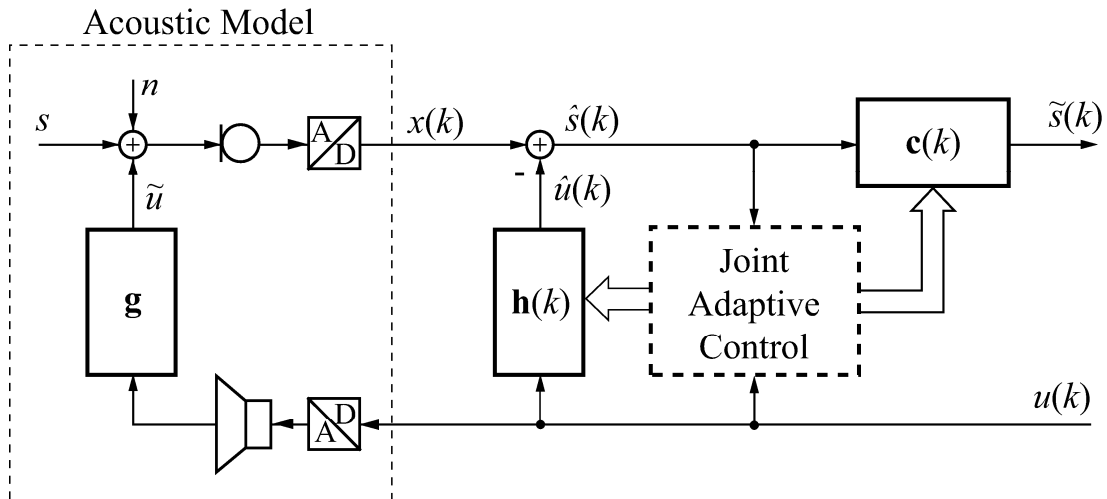 Acoustic Model
n
s
+
A
D
x(k)
+
ŝ(k)
c(k)
s̃(k)
ũ
-
û(k)
g
h(k)
Joint
Adaptive
Control
D
A
u(k)